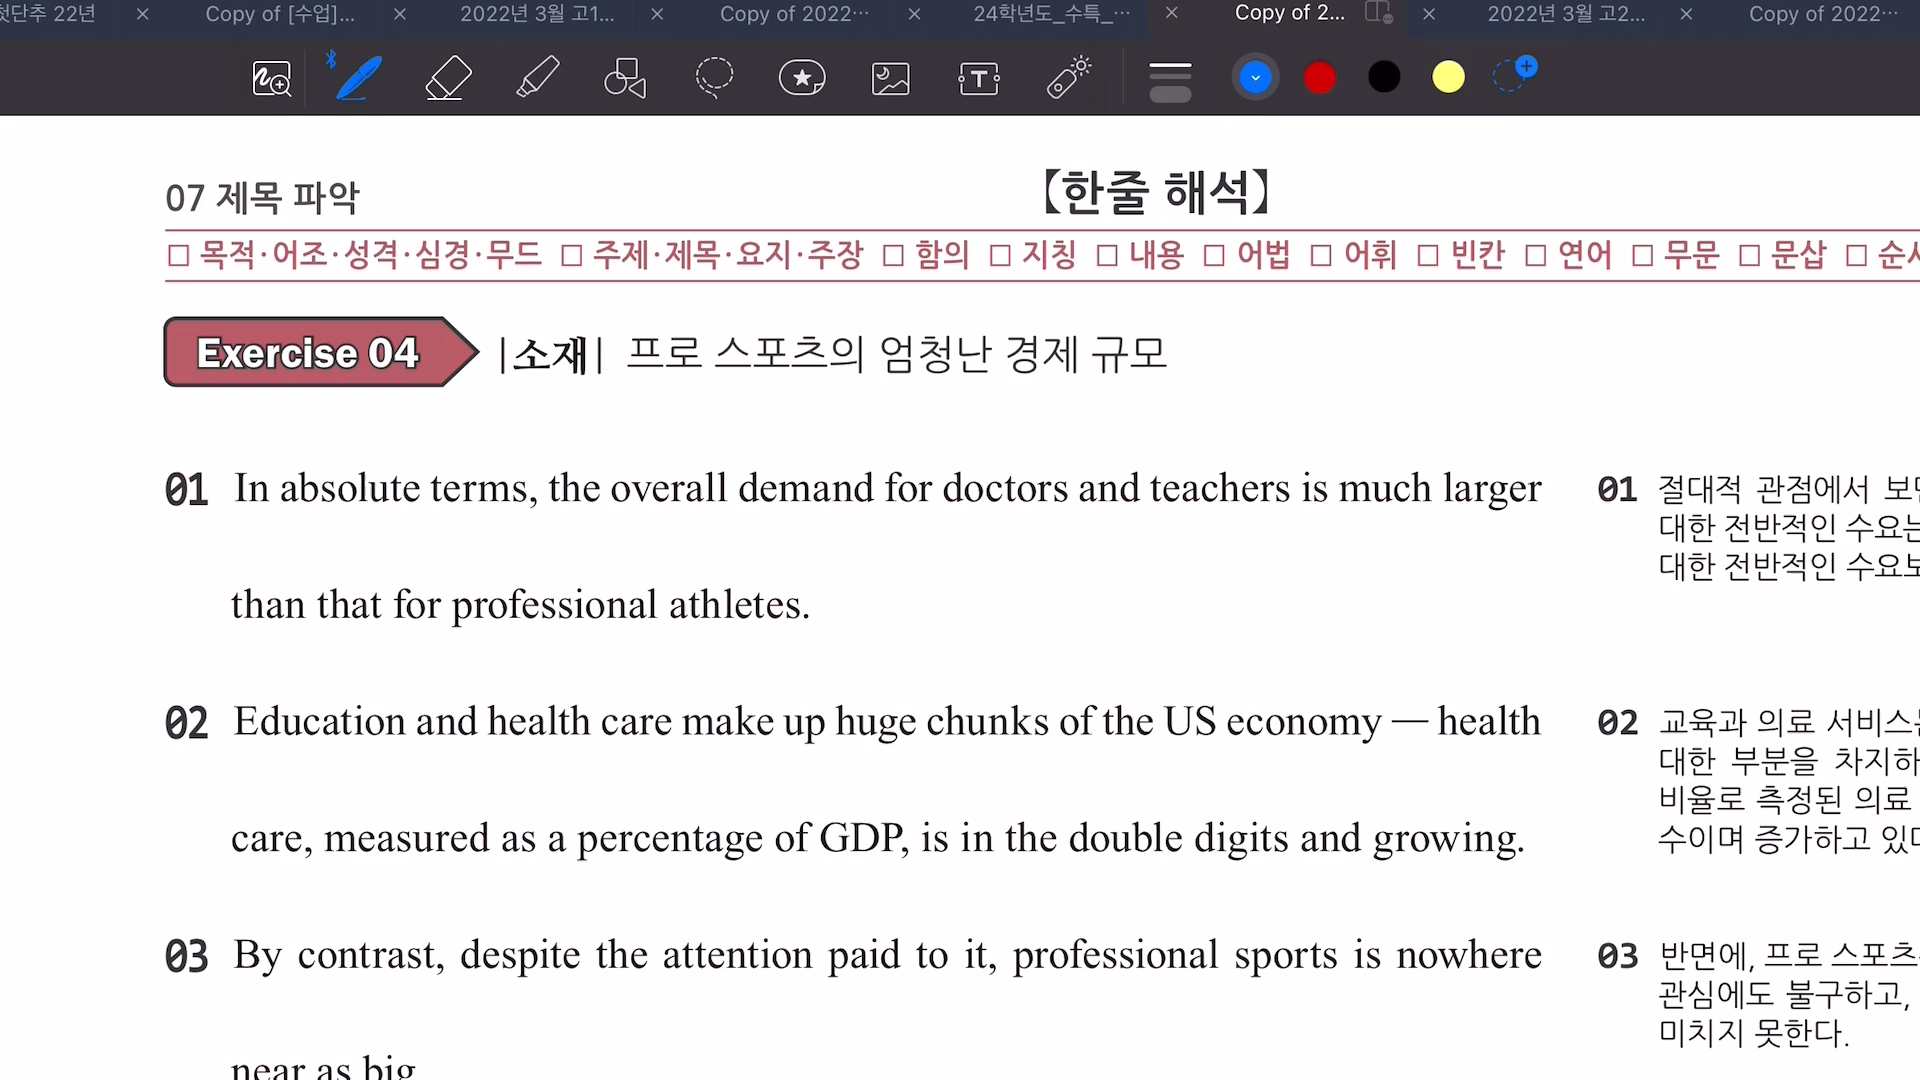 첫단추 22년
Copy of [수업]...
2022년 3월 고1...
Copy of 2022...
24학년도_수특_...
Copy of 2...
2022년 3월 고2...
Copy of 2022...
07 제목 파악
【한줄 해석】
□ 목적·어조·성격·심경·무드 □ 주제·제목·요지·주장 □ 함의 □ 지칭 □ 내용 □ 어법 □ 어휘 □ 빈칸 □ 연어 □ 무문 □ 문삽 □
Exercise 04 |소재| 프로 스포츠의 엄청난 경제 규모
01 In absolute terms, the overall demand for doctors and teachers is much larger
than that for professional athletes.
01 절대적 관점에서
대한 전반적인 수요는
대한 전반적인
02 Education and health care make up huge chunks of the US economy — health
care, measured as a percentage of GDP, is in the double digits and growing.
02 교육과 의료
대한 부분을
비율로 측정된 의료
수이며 증가하고
03 By contrast, despite the attention paid to it, professional sports is nowhere
near as big
03 반면에, 프로
관심에도 불구하고,
미치지 못한다.